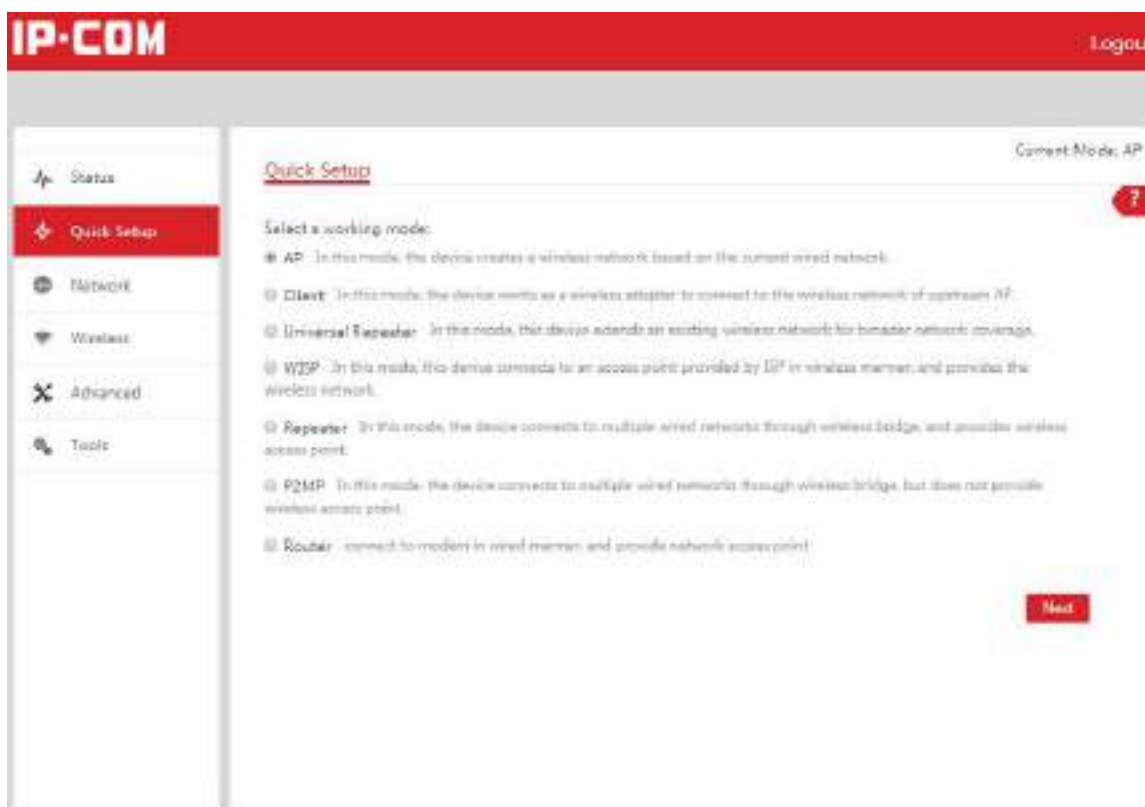 IP-COM
Logou
Current Mode: AP
Status
Quick Setup
Network
Wireless
Advanced
Tools
Quick Setup
?
Select a working mode:
AP In this mode, the device creates a wireless network based on the current wired network.
Client In this mode, the device works as a wireless adapter to connect to the wireless network of upstream AP.
Universal Repeater In this mode, this device extends an existing wireless network for broader network coverage.
WISP In this mode, this device connects to an access point provided by ISP in wireless manner, and provides the
wireless network.
Repeater In this mode, the device connects to multiple wired networks through wireless bridge, and provides wireless
access point.
P2MP In this mode, the device connects to multiple wired networks through wireless bridge, but does not provide
wireless access point.
Router connect to modem in wired manner, and provide network access point
Next